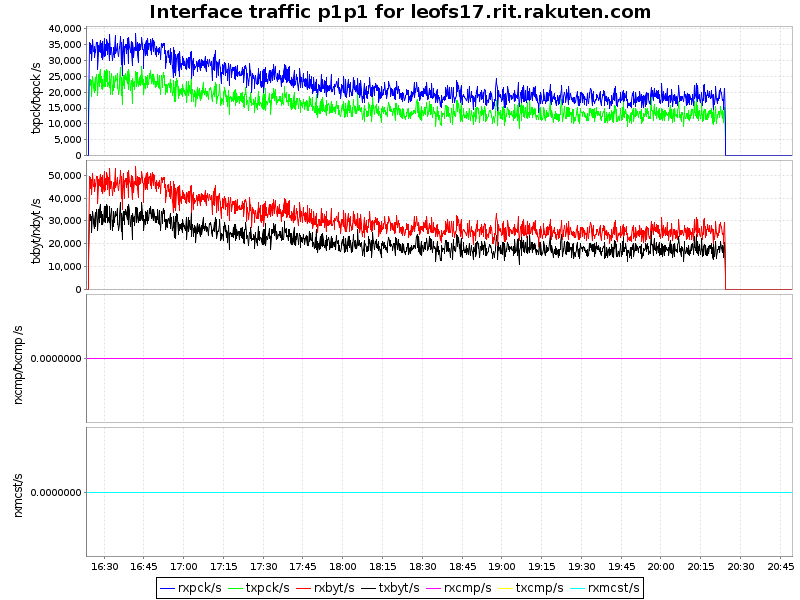 Interface traffic p1p1 for leofs17.rit.rakuten.com
40,000
35,000
30,000
25,000
20,000
15,000
10,000
5,000
0
rxpck/txpck /s
50,000
40,000
30,000
20,000
10,000
0
txbyt/rxbyt /s
0.0000000
rxcmp/txcmp /s
0.0000000
rxmcst/s
16:30 16:45 17:00 17:15 17:30 17:45 18:00 18:15 18:30 18:45 19:00 19:15 19:30 19:45 20:00 20:15 20:30 20:45
rxpck/s txpck/s rxbyt/s txbyt/s rxcmp/s txcmp/s rxmcst/s